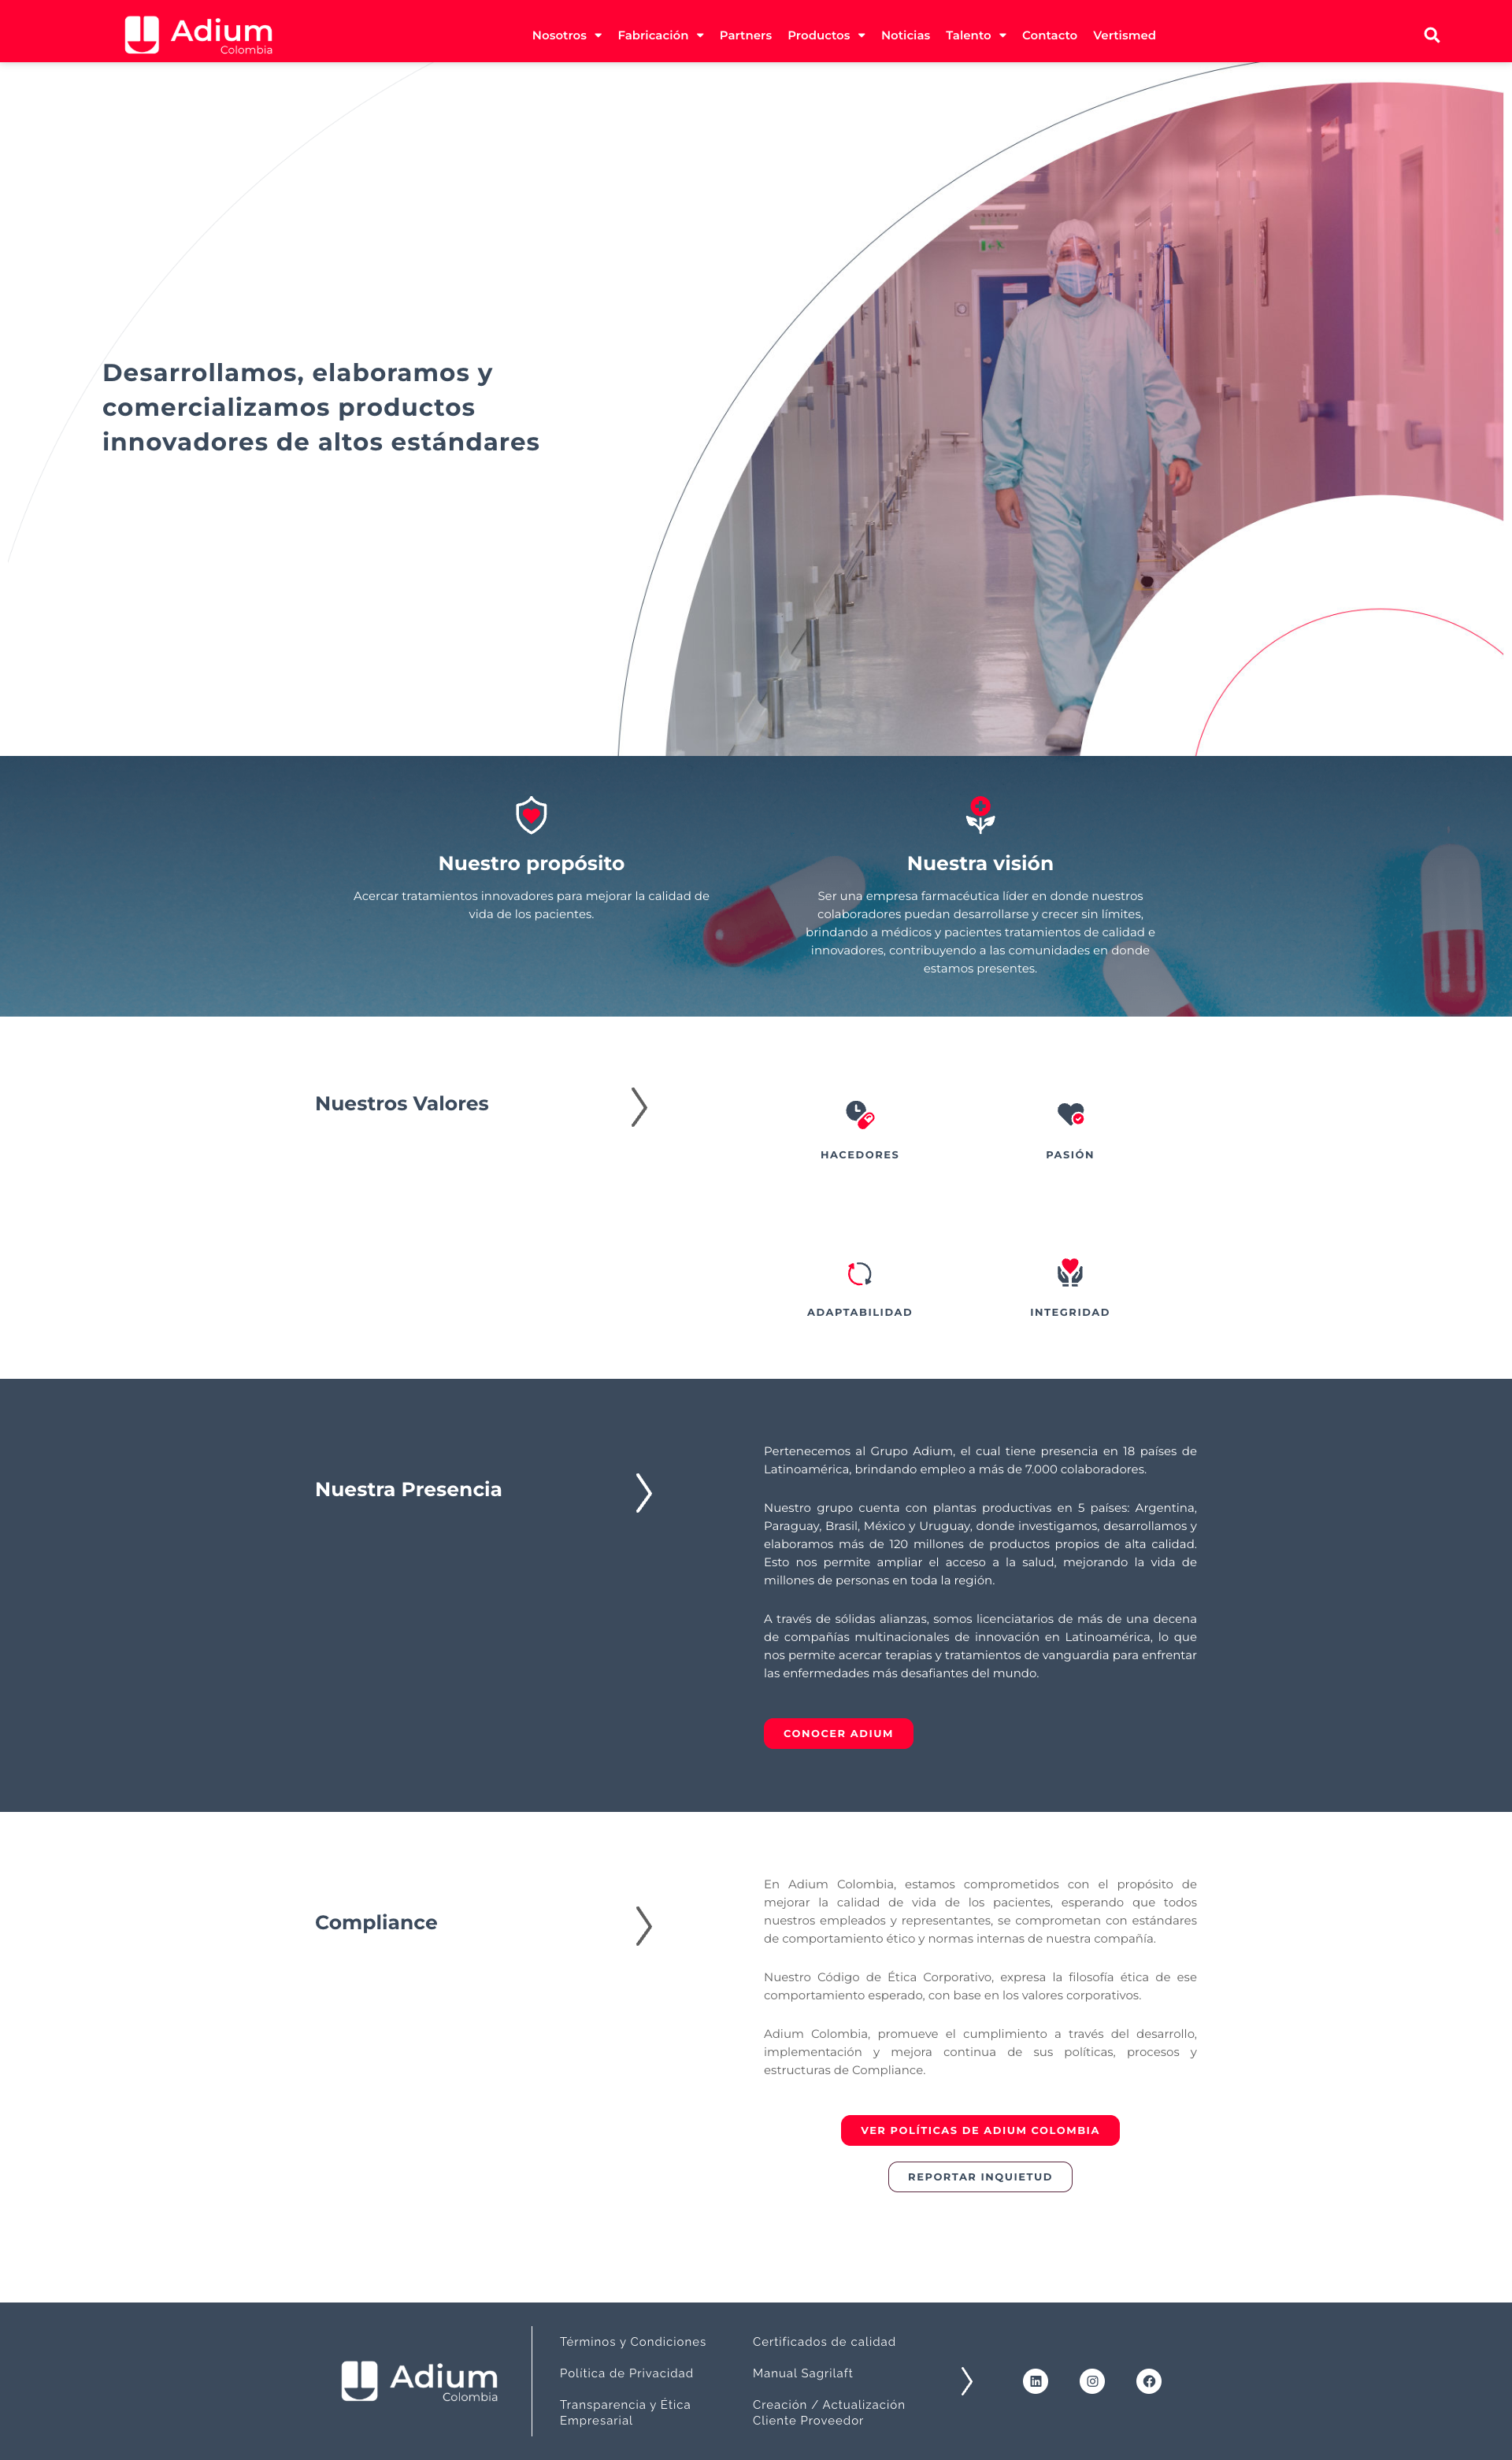 Adium
Colombia
Nosotros
Fabricación
Partners
Productos
Noticias
Talento
Contacto
Vertismed
Desarrollamos, elaboramos y
comercializamos productos
innovadores de altos estándares
Nuestro propósito
Acercar tratamientos innovadores para mejorar la calidad de
vida de los pacientes.
Nuestra visión
Ser una empresa farmacéutica líder en donde nuestros
colaboradores puedan desarrollarse y crecer sin límites,
brindando a médicos y pacientes tratamientos de calidad e
innovadores, contribuyendo a las comunidades en donde
estamos presentes.
Nuestros Valores
HACEDORES
PASIÓN
ADAPTABILIDAD
INTEGRIDAD
Nuestra Presencia
Pertenecemos al Grupo Adium, el cual tiene presencia en 18 países de
Latinoamérica, brindando empleo a más de 7.000 colaboradores.
Nuestro grupo cuenta con plantas productivas en 5 países: Argentina,
Paraguay, Brasil, México y Uruguay, donde investigamos, desarrollamos y
elaboramos más de 120 millones de productos propios de alta calidad.
Esto nos permite ampliar el acceso a la salud, mejorando la vida de
millones de personas en toda la región.
A través de sólidas alianzas, somos licenciatarios de más de una decena
de compañías multinacionales de innovación en Latinoamérica, lo que
nos permite acercar terapias y tratamientos de vanguardia para enfrentar
las enfermedades más desafiantes del mundo.
CONOCER ADIUM
Compliance
En Adium Colombia, estamos comprometidos con el propósito de
mejorar la calidad de vida de los pacientes, esperando que todos
nuestros empleados y representantes, se comprometan con estándares
de comportamiento ético y normas internas de nuestra compañía.
Nuestro Código de Ética Corporativo, expresa la filosofía ética de ese
comportamiento esperado, con base en los valores corporativos.
Adium Colombia, promueve el cumplimiento a través del desarrollo,
implementación y mejora continua de sus políticas, procesos y
estructuras de Compliance.
VER POLÍTICAS DE ADIUM COLOMBIA
REPORTAR INQUIETUD
Adium
Colombia
Términos y Condiciones
Política de Privacidad
Transparencia y Ética
Empresarial
Certificados de calidad
Manual Sagrilaft
Creación / Actualización
Cliente Proveedor